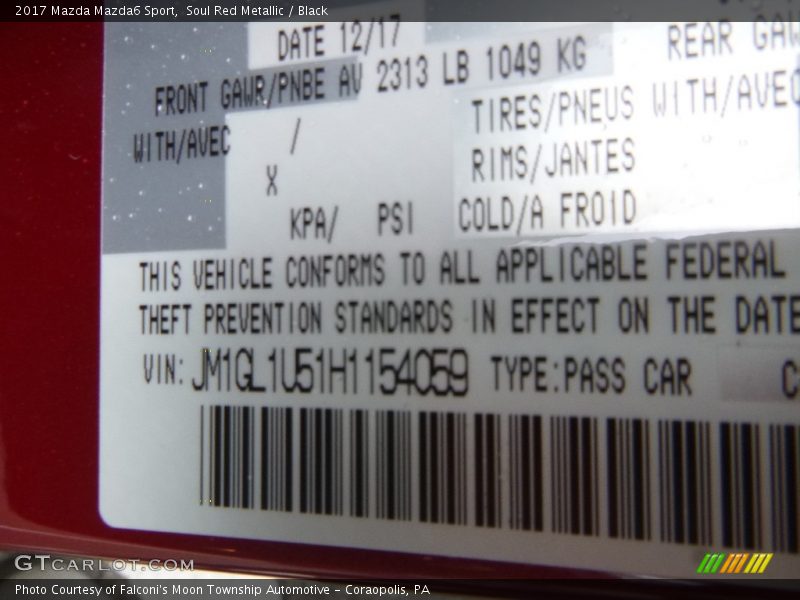 2017 Mazda Mazda6 Sport, Soul Red Metallic / Black
DATE 12/17
REAR
FRONT GAWR/PNBE AV 2313 LB 1049 KG
TIRES/PNEUS WITH/AVEC
WITH/AVEC /
RIMS/JANTES
X
COLD/A FROID
KPA/ PSI
THIS VEHICLE CONFORMS TO ALL APPLICABLE FEDERAL
THEFT PREVENTION STANDARDS IN EFFECT ON THE DATE
VIN: JM1GL1U51H1154059 TYPE:PASS CAR
GTCARLOT.COM
Photo Courtesy of Falconi's Moon Township Automotive - Coraopolis, PA